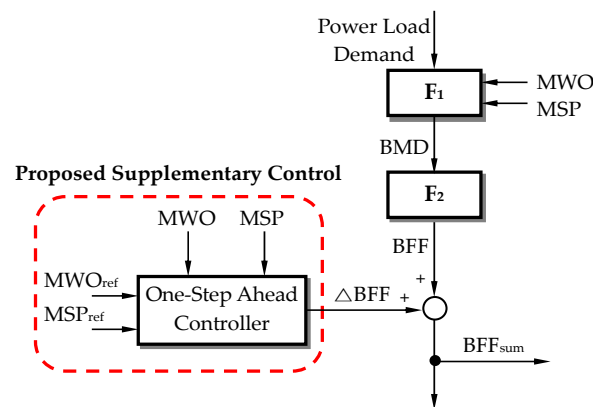 Power Load
Demand
F1
MWO
MSP
BMD
Proposed Supplementary Control
F2
MWO
MSP
BFF
MWOref
MSPref
One-Step Ahead
Controller
△BFF
+
+
BFFsum